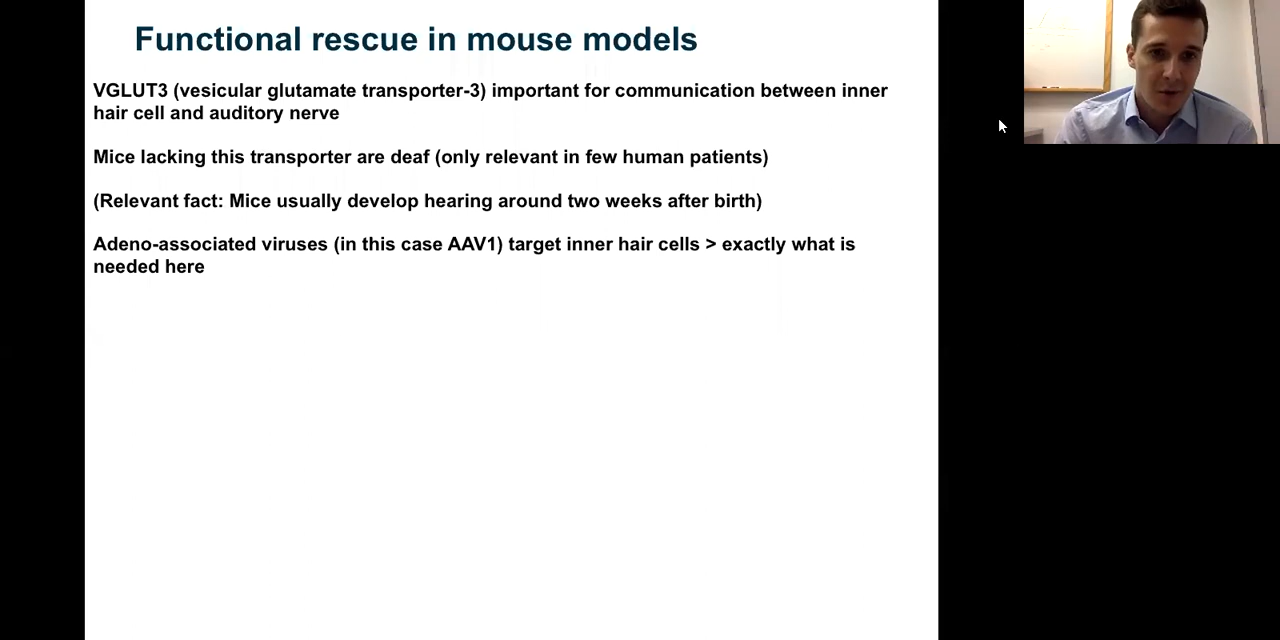 Functional rescue in mouse models
VGLUT3 (vesicular glutamate transporter-3) important for communication between inner
hair cell and auditory nerve
Mice lacking this transporter are deaf (only relevant in few human patients)
(Relevant fact: Mice usually develop hearing around two weeks after birth)
Adeno-associated viruses (in this case AAV1) target inner hair cells > exactly what is
needed here